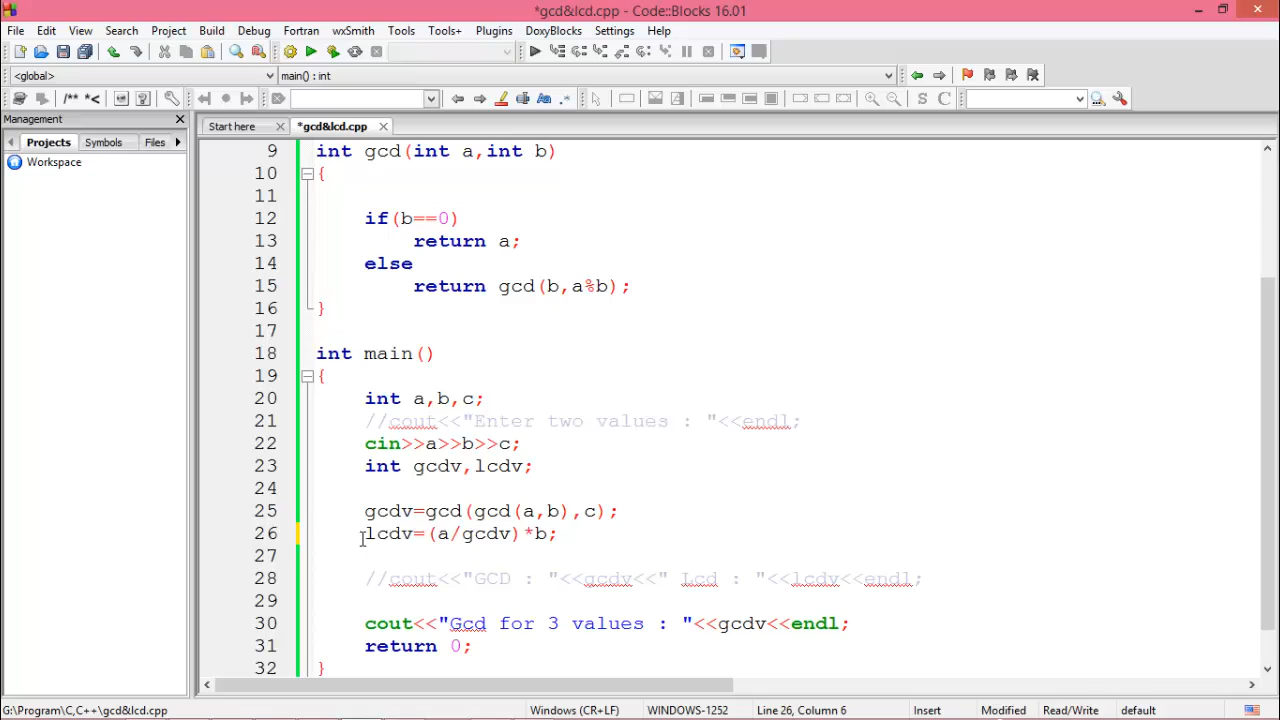 *gcd&lcd.cpp - Code::Blocks 16.01
File Edit View Search Project Build Debug Fortran wxSmith Tools Tools+ Plugins DoxyBlocks Settings Help
<global> main() : int
/** *<
S C
Management
Start here *gcd&lcd.cpp
Projects Symbols Files
Workspace
9 int gcd(int a,int b)
10 {
11
12 if(b==0)
13 return a;
14 else
15 return gcd(b,a%b);
16 }
17
18 int main()
19 {
20 int a,b,c;
21 //cout<<"Enter two values : "<<endl;
22 cin>>a>>b>>c;
23 int gcdv,lcdv;
24
25 gcdv=gcd(gcd(a,b),c);
26 lcdv=(a/gcdv)*b;
27
28 //cout<<"GCD : "<<gcdv<<" Lcd : "<<lcdv<<endl;
29
30 cout<<"Gcd for 3 values : "<<gcdv<<endl;
31 return 0;
32 }
G:\Program\C,C++\gcd&lcd.cpp Windows (CR+LF) WINDOWS-1252 Line 26, Column 6 Insert Modified Read/Write default